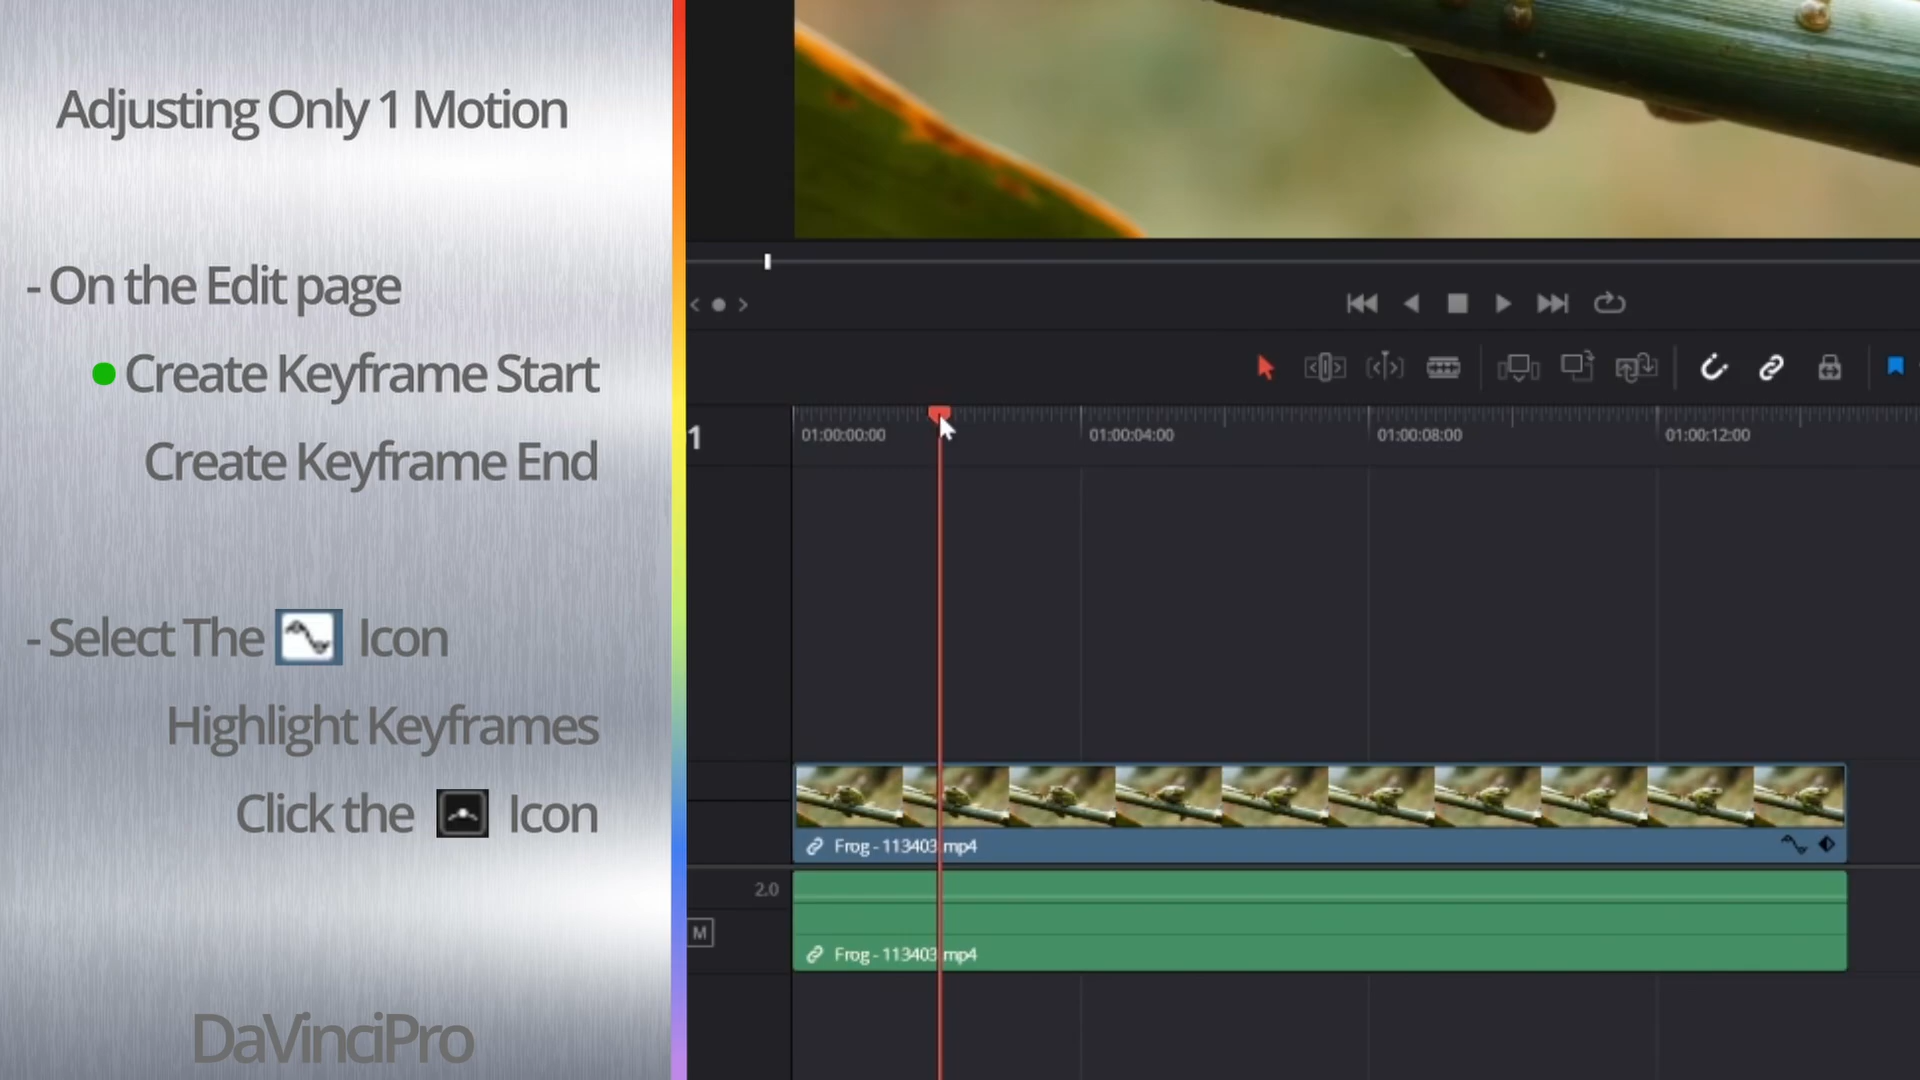 Adjusting Only 1 Motion
- On the Edit page
Create Keyframe Start
Create Keyframe End
- Select The Icon
Highlight Keyframes
Click the Icon
DaVinciPro
1
01:00:00:00
01:00:04:00
01:00:08:00
01:00:12:00
Frog - 113403.mp4
2.0
M
Frog - 113403.mp4